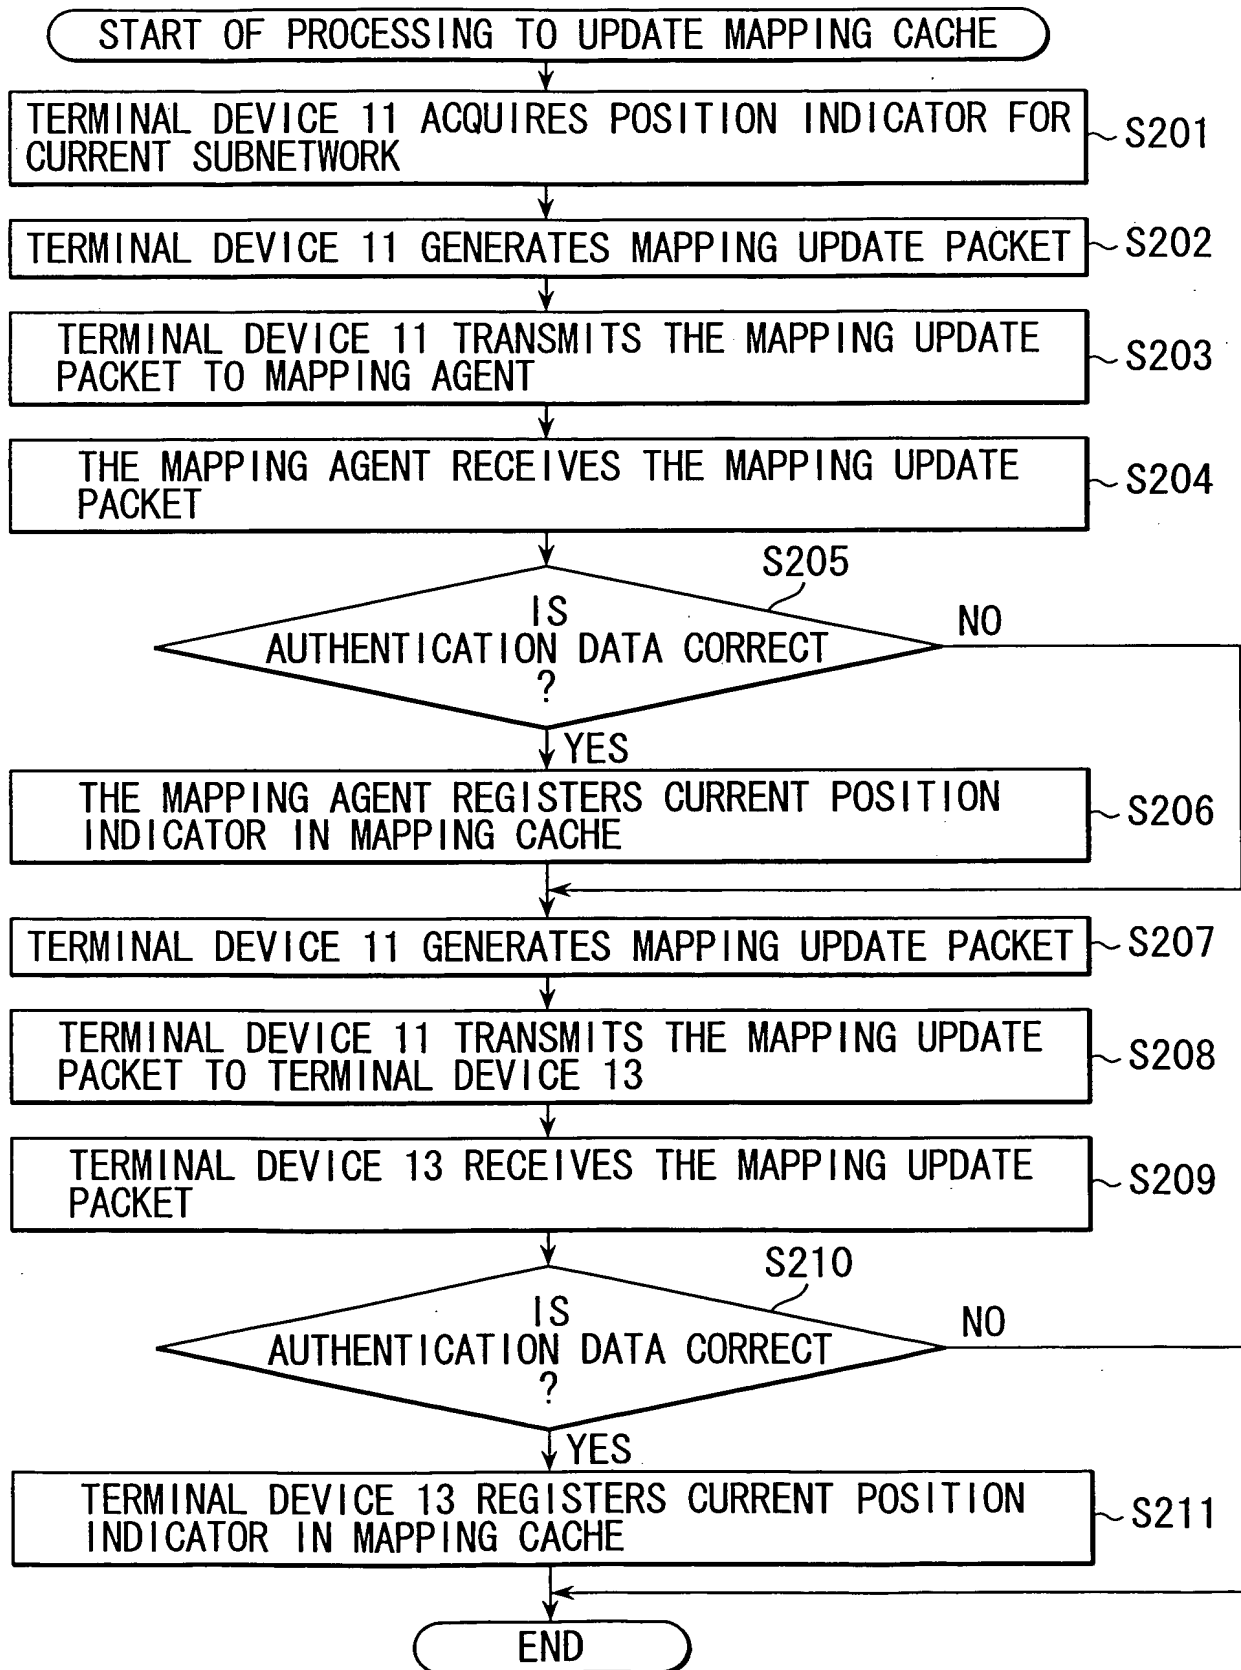 START OF PROCESSING TO UPDATE MAPPING CACHE
TERMINAL DEVICE 11 ACQUIRES POSITION INDICATOR FOR
CURRENT SUBNETWORK
S201
TERMINAL DEVICE 11 GENERATES MAPPING UPDATE PACKET
S202
TERMINAL DEVICE 11 TRANSMITS THE MAPPING UPDATE
PACKET TO MAPPING AGENT
S203
THE MAPPING AGENT RECEIVES THE MAPPING UPDATE
PACKET
S204
S205
IS
AUTHENTICATION DATA CORRECT
?
NO
YES
THE MAPPING AGENT REGISTERS CURRENT POSITION
INDICATOR IN MAPPING CACHE
S206
TERMINAL DEVICE 11 GENERATES MAPPING UPDATE PACKET
S207
TERMINAL DEVICE 11 TRANSMITS THE MAPPING UPDATE
PACKET TO TERMINAL DEVICE 13
S208
TERMINAL DEVICE 13 RECEIVES THE MAPPING UPDATE
PACKET
S209
S210
IS
AUTHENTICATION DATA CORRECT
?
NO
YES
TERMINAL DEVICE 13 REGISTERS CURRENT POSITION
INDICATOR IN MAPPING CACHE
S211
END